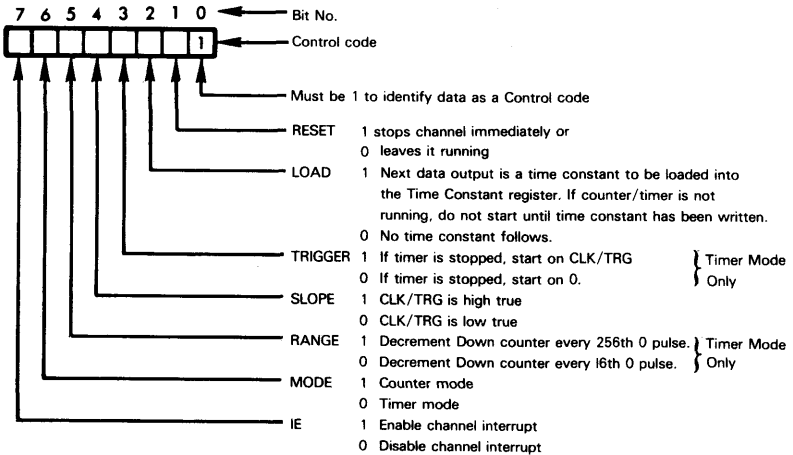 7 6 5 4 3 2 1 0 Bit No.
1 Control code
Must be 1 to identify data as a Control code
RESET 1 stops channel immediately or
0 leaves it running
LOAD 1 Next data output is a time constant to be loaded into
the Time Constant register. If counter/timer is not
running, do not start until time constant has been written.
0 No time constant follows.
TRIGGER 1 If timer is stopped, start on CLK/TRG } Timer Mode
0 If timer is stopped, start on 0. Only
SLOPE 1 CLK/TRG is high true
0 CLK/TRG is low true
RANGE 1 Decrement Down counter every 256th 0 pulse. } Timer Mode
0 Decrement Down counter every I6th 0 pulse. Only
MODE 1 Counter mode
0 Timer mode
IE 1 Enable channel interrupt
0 Disable channel interrupt